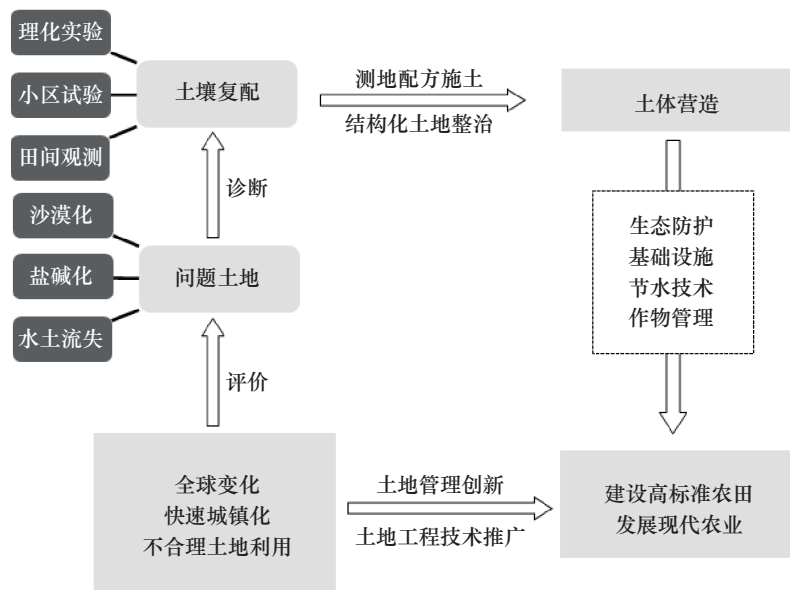 理化实验
小区试验
田间观测
土壤复配
测地配方施土
结构化土地整治
土体营造
诊断
沙漠化
盐碱化
水土流失
问题土地
生态防护
基础设施
节水技术
作物管理
评价
全球变化
快速城镇化
不合理土地利用
土地管理创新
土地工程技术推广
建设高标准农田
发展现代农业